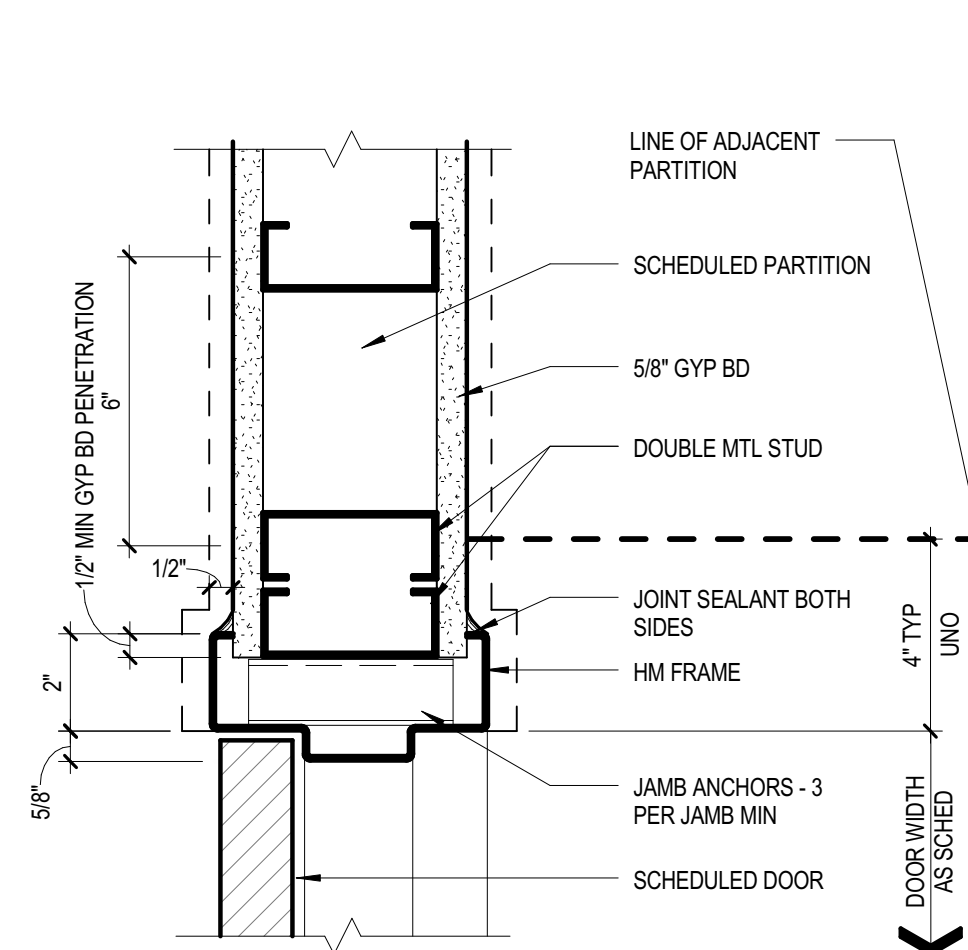 LINE OF ADJACENT
PARTITION
SCHEDULED PARTITION
5/8" GYP BD
DOUBLE MTL STUD
JOINT SEALANT BOTH
SIDES
HM FRAME
JAMB ANCHORS - 3
PER JAMB MIN
SCHEDULED DOOR
1/2" MIN GYP BD PENETRATION
6"
1/2"
2"
5/8"
4" TYP
UNO
DOOR WIDTH
AS SCHED